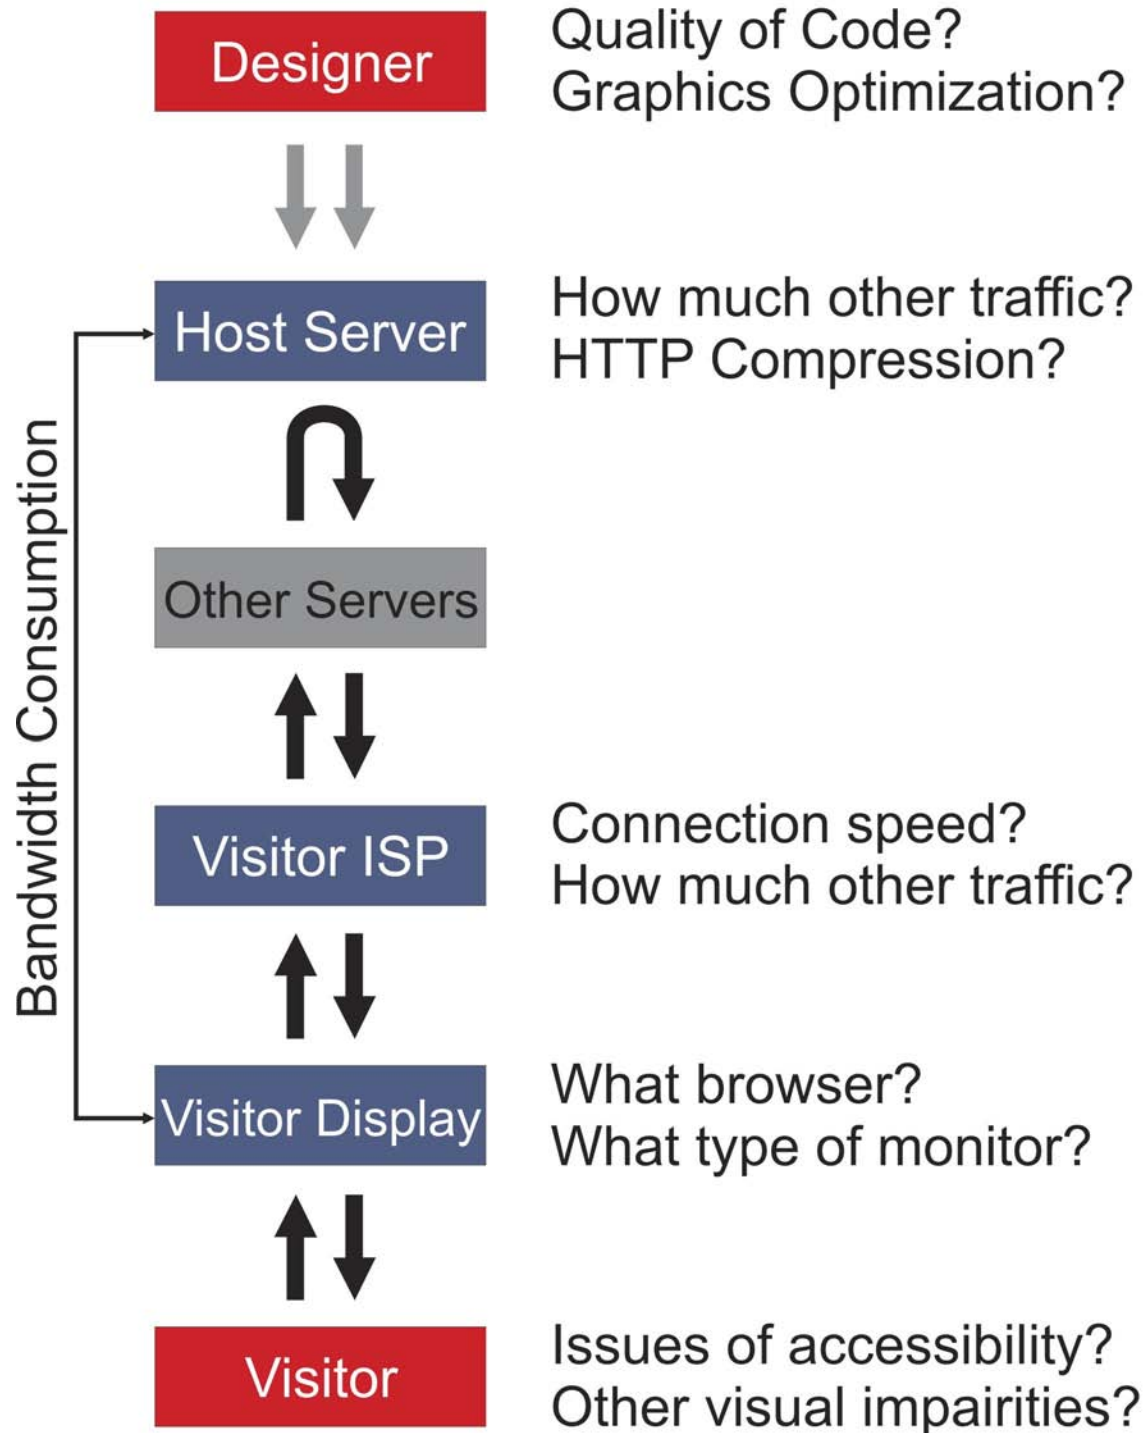 Designer
Quality of Code?
Graphics Optimization?
Host Server
How much other traffic?
HTTP Compression?
Bandwidth Consumption
Other Servers
Visitor ISP
Connection speed?
How much other traffic?
Visitor Display
What browser?
What type of monitor?
Visitor
Issues of accessibility?
Other visual impairities?